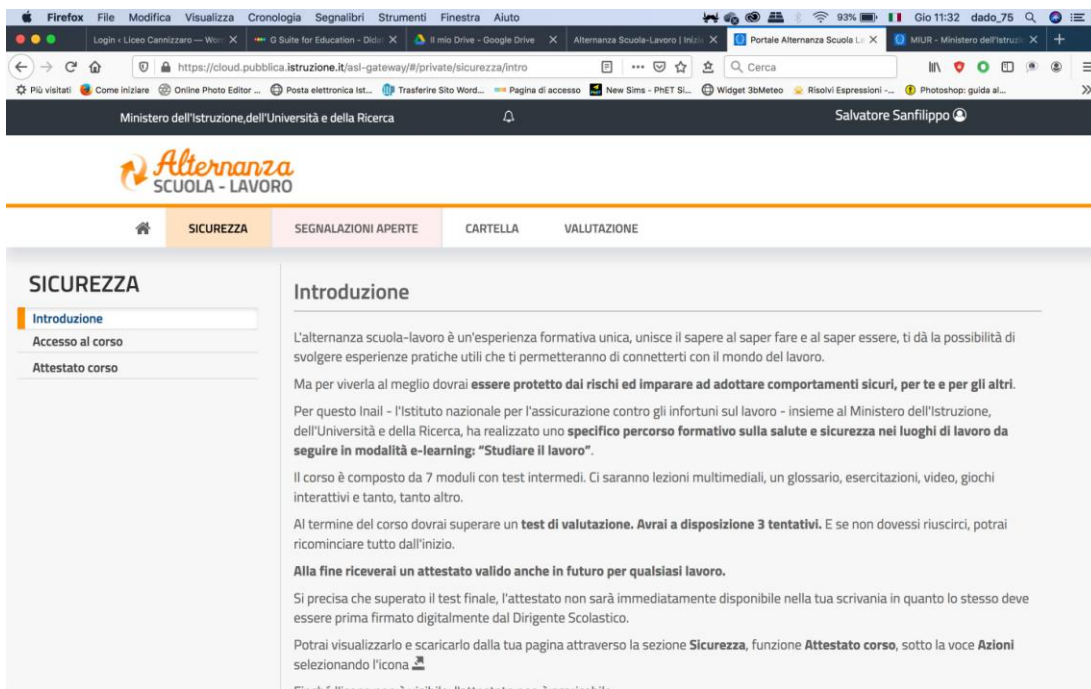 Firefox File Modifica Visualizza Cronologia Segnalibri Strumenti Finestra Aiuto 93% Gio 11:32 dado_75
Login ‹ Liceo Cannizzaro — Wor G Suite for Education - Didat Il mio Drive - Google Drive Alternanza Scuola-Lavoro | Inizia Portale Alternanza Scuola La MIUR - Ministero dell'Istruzio
https://cloud.pubblica.istruzione.it/asl-gateway/#/private/sicurezza/intro Cerca
Più visitati Come iniziare Online Photo Editor ... Posta elettronica Ist... Trasferire Sito Word... Pagina di accesso New Sims - PhET Si... Widget 3bMeteo Risolvi Espressioni -... Photoshop: guida al...
Ministero dell'Istruzione,dell'Università e della Ricerca Salvatore Sanfilippo
Alternanza
SCUOLA - LAVORO
SICUREZZA SEGNALAZIONI APERTE CARTELLA VALUTAZIONE
SICUREZZA
Introduzione
Accesso al corso
Attestato corso
Introduzione
L'alternanza scuola-lavoro è un'esperienza formativa unica, unisce il sapere al saper fare e al saper essere, ti dà la possibilità di
svolgere esperienze pratiche utili che ti permetteranno di connetterti con il mondo del lavoro.
Ma per viverla al meglio dovrai essere protetto dai rischi ed imparare ad adottare comportamenti sicuri, per te e per gli altri.
Per questo Inail - l'Istituto nazionale per l'assicurazione contro gli infortuni sul lavoro - insieme al Ministero dell'Istruzione,
dell'Università e della Ricerca, ha realizzato uno specifico percorso formativo sulla salute e sicurezza nei luoghi di lavoro da
seguire in modalità e-learning: “Studiare il lavoro”.
Il corso è composto da 7 moduli con test intermedi. Ci saranno lezioni multimediali, un glossario, esercitazioni, video, giochi
interattivi e tanto, tanto altro.
Al termine del corso dovrai superare un test di valutazione. Avrai a disposizione 3 tentativi. E se non dovessi riuscirci, potrai
ricominciare tutto dall'inizio.
Alla fine riceverai un attestato valido anche in futuro per qualsiasi lavoro.
Si precisa che superato il test finale, l'attestato non sarà immediatamente disponibile nella tua scrivania in quanto lo stesso deve
essere prima firmato digitalmente dal Dirigente Scolastico.
Potrai visualizzarlo e scaricarlo dalla tua pagina attraverso la sezione Sicurezza, funzione Attestato corso, sotto la voce Azioni
selezionando l'icona